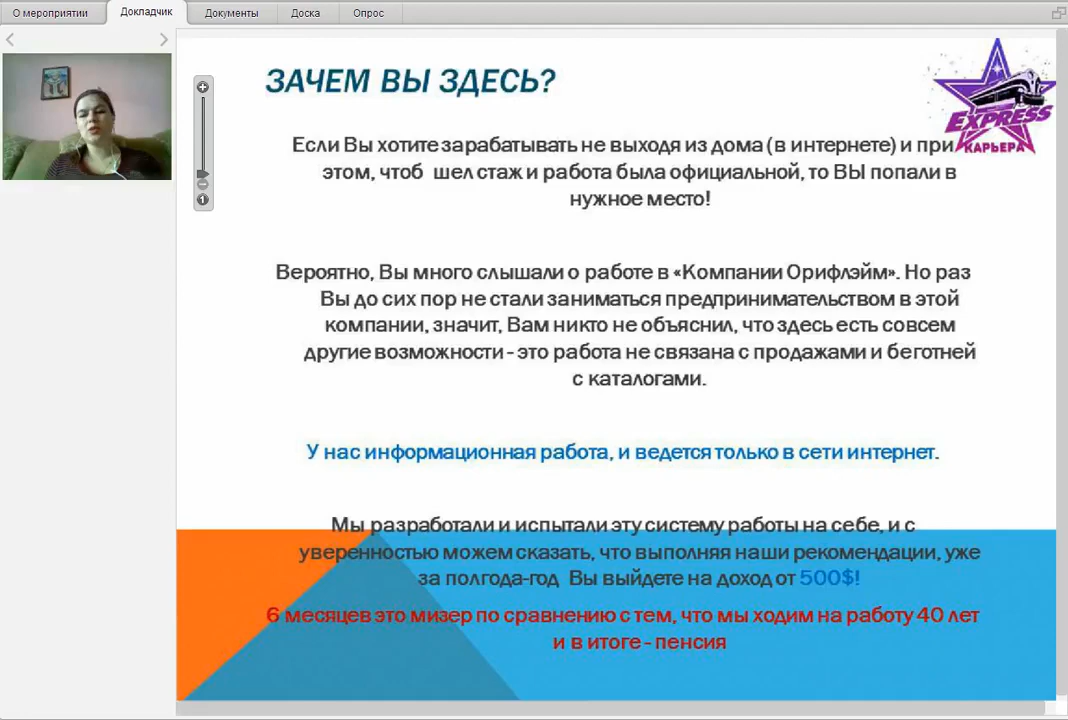 О мероприятии
Докладчик
Документы
Доска
Опрос
ЗАЧЕМ ВЫ ЗДЕСЬ?
EXPRESS
КАРЬЕРА
Если Вы хотите зарабатывать не выходя из дома (в интернете) и при
этом, чтоб шел стаж и работа была официальной, то ВЫ попали в
нужное место!
Вероятно, Вы много слышали о работе в «Компании Орифлэйм». Но раз
Вы до сих пор не стали заниматься предпринимательством в этой
компании, значит, Вам никто не объяснил, что здесь есть совсем
другие возможности - это работа не связана с продажами и беготней
с каталогами.
У нас информационная работа, и ведется только в сети интернет.
Мы разработали и испытали эту систему работы на себе, и с
уверенностью можем сказать, что выполняя наши рекомендации, уже
за полгода-год Вы выйдете на доход от 500$!
6 месяцев это мизер по сравнению с тем, что мы ходим на работу 40 лет
и в итоге - пенсия